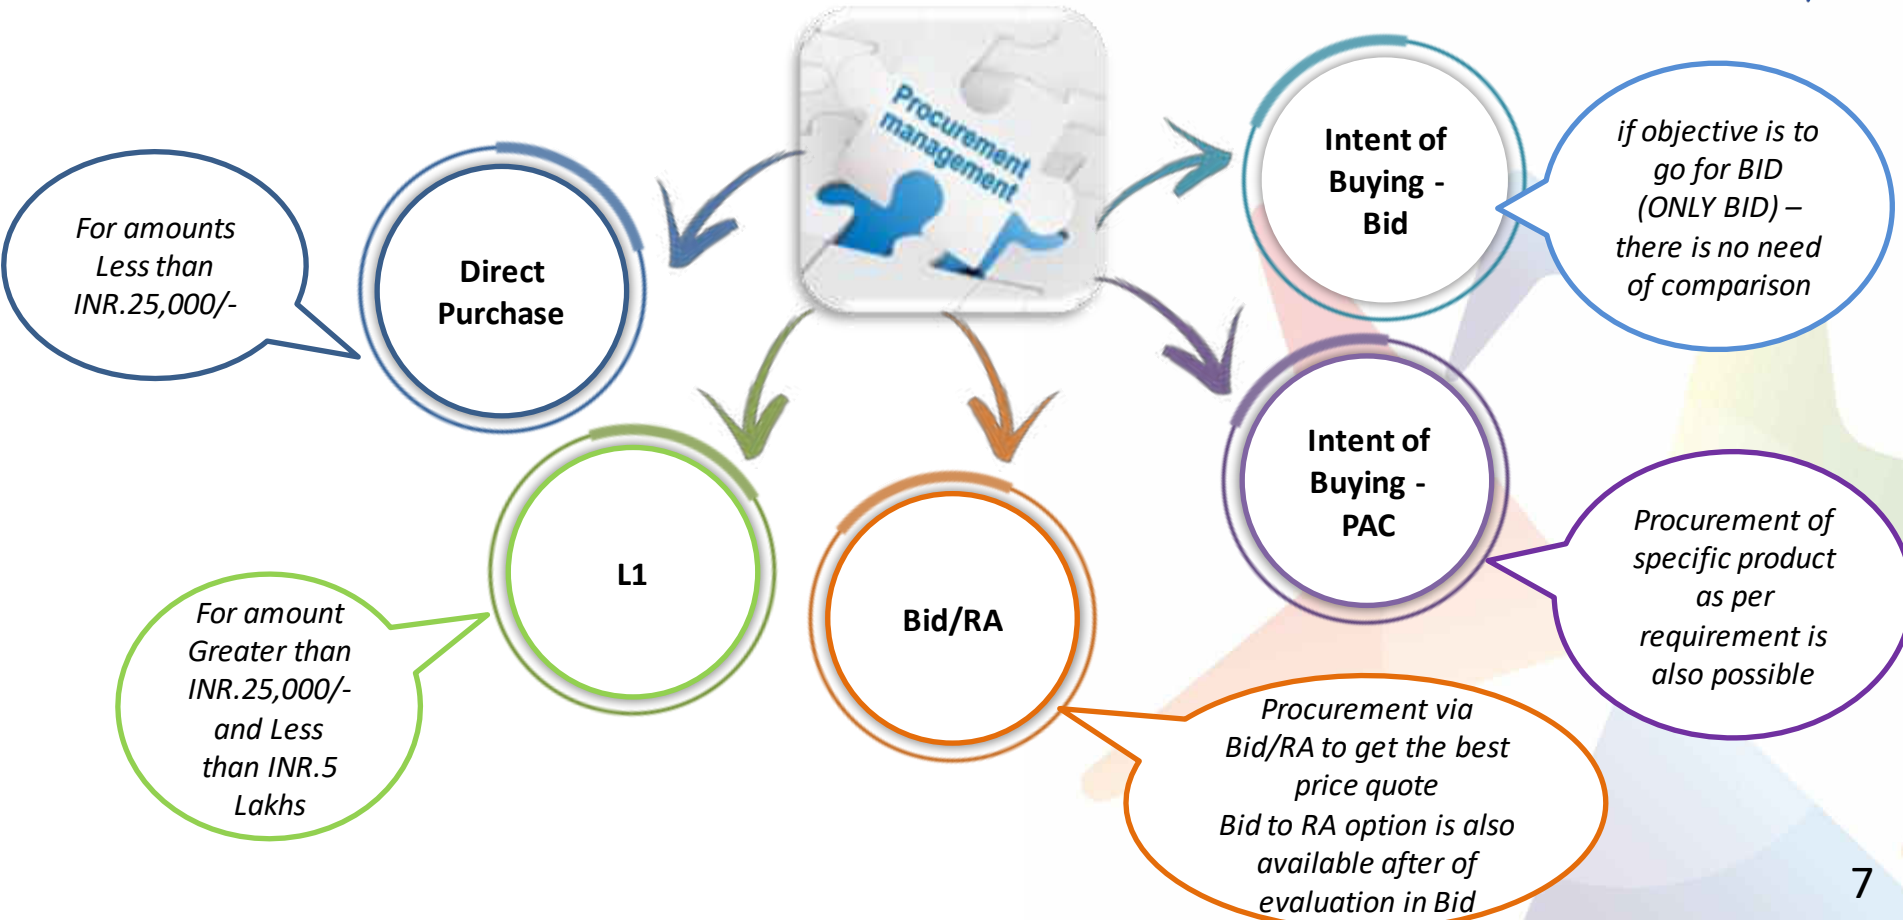 Procurement
management
For amounts
Less than
INR.25,000/-
Direct
Purchase
Intent of
Buying -
Bid
if objective is to
go for BID
(ONLY BID) –
there is no need
of comparison
For amount
Greater than
INR.25,000/-
and Less
than INR.5
Lakhs
L1
Bid/RA
Procurement via
Bid/RA to get the best
price quote
Bid to RA option is also
available after of
evaluation in Bid
Intent of
Buying -
PAC
Procurement of
specific product
as per
requirement is
also possible
7